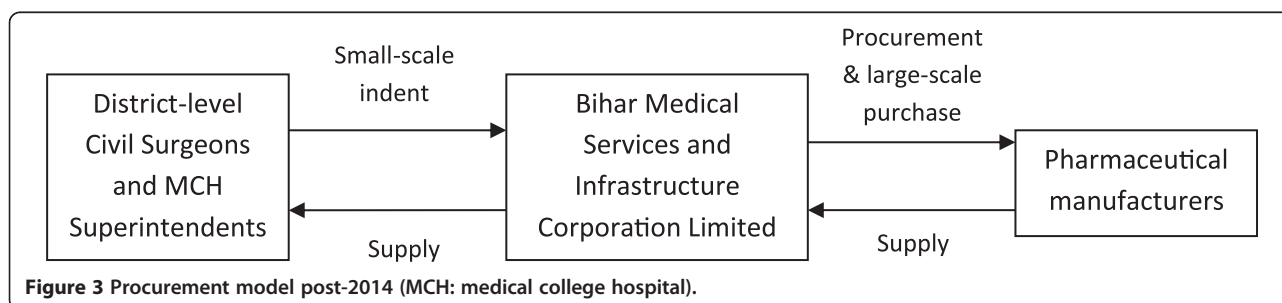 Small-scale
indent
Procurement
& large-scale
purchase
District-level
Civil Surgeons
and MCH
Superintendents
Bihar Medical
Services and
Infrastructure
Corporation Limited
Pharmaceutical
manufacturers
Supply
Supply
Figure 3 Procurement model post-2014 (MCH: medical college hospital).